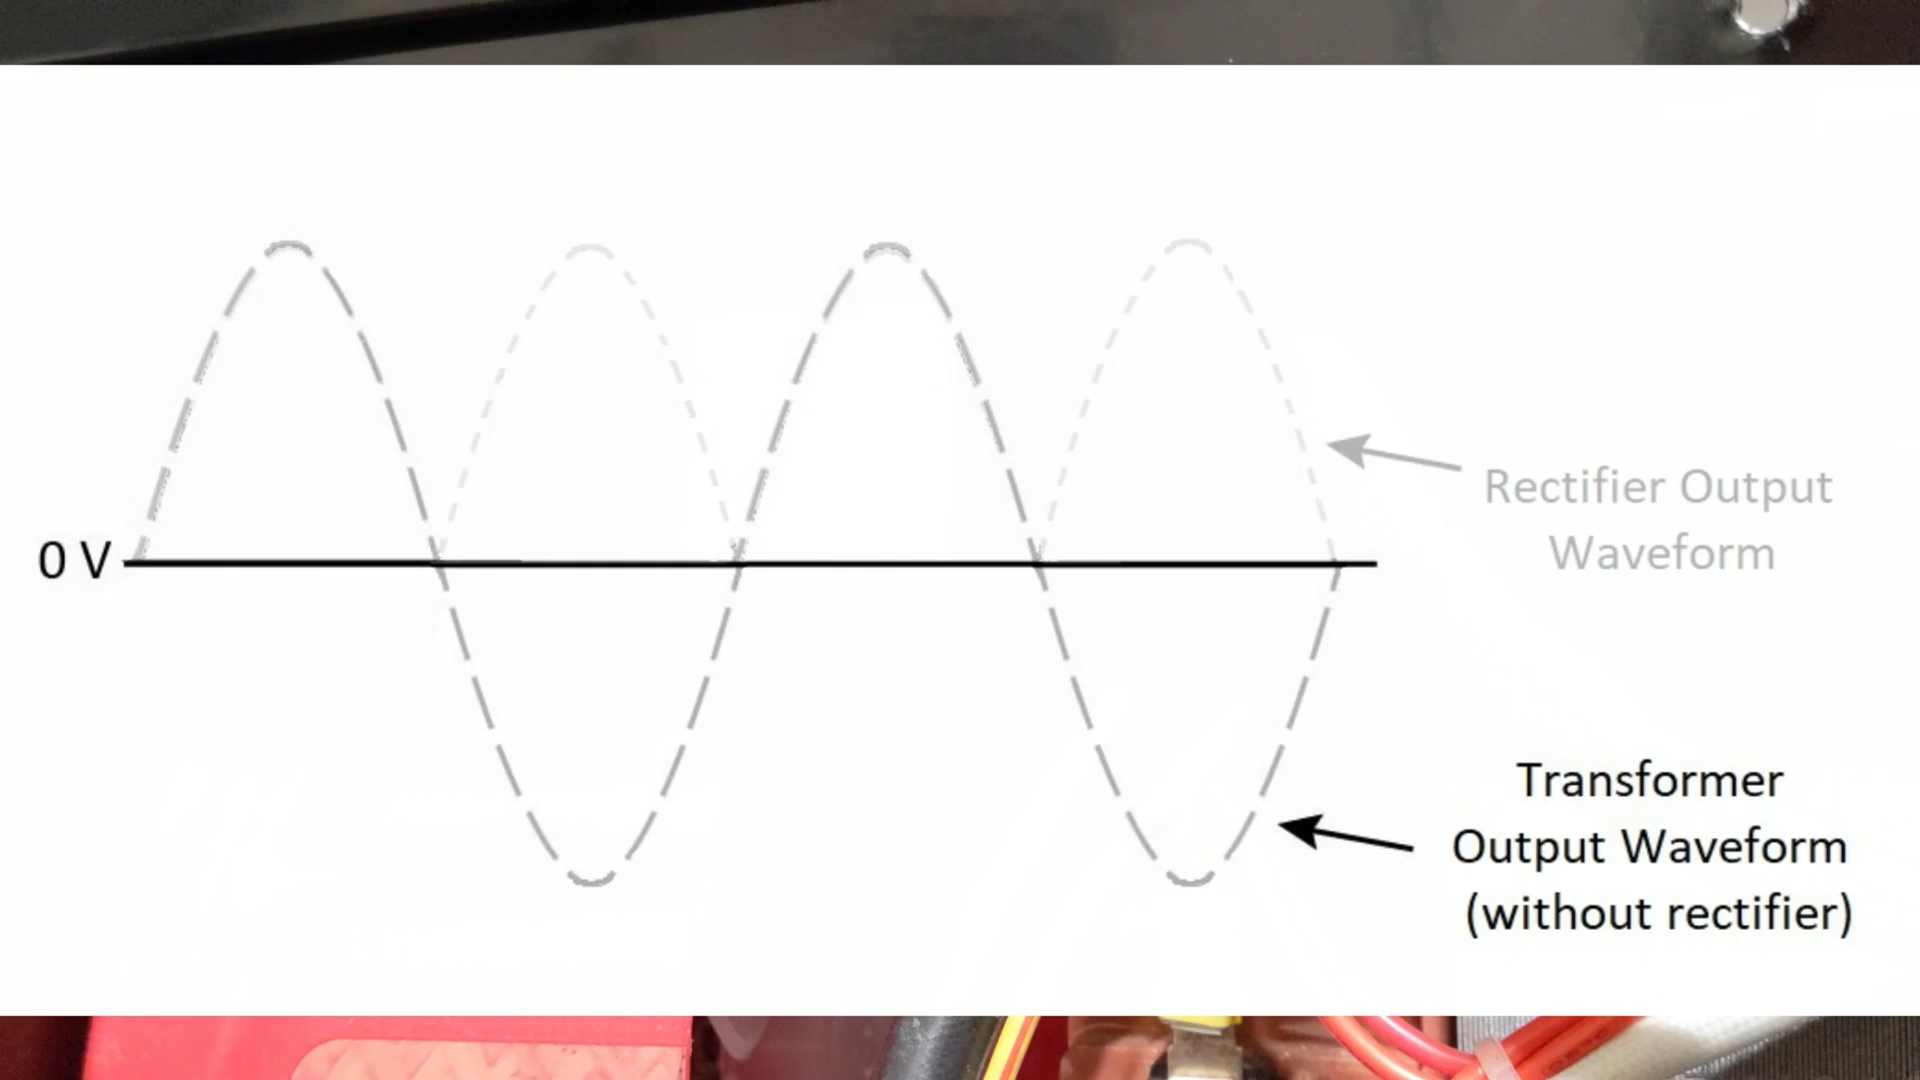 0 V
Rectifier Output
Waveform
Transformer
Output Waveform
(without rectifier)